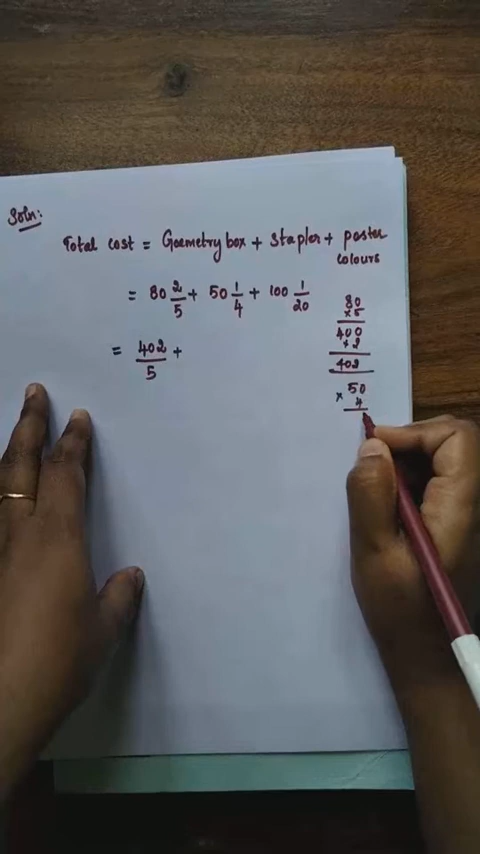 Soln:
Total cost = Goemetry box + Stapler + poster
colours
= 80 2/5 + 50 1/4 + 100 1/20
= 402/5 +
80
×5
400
+2
402
× 50
4